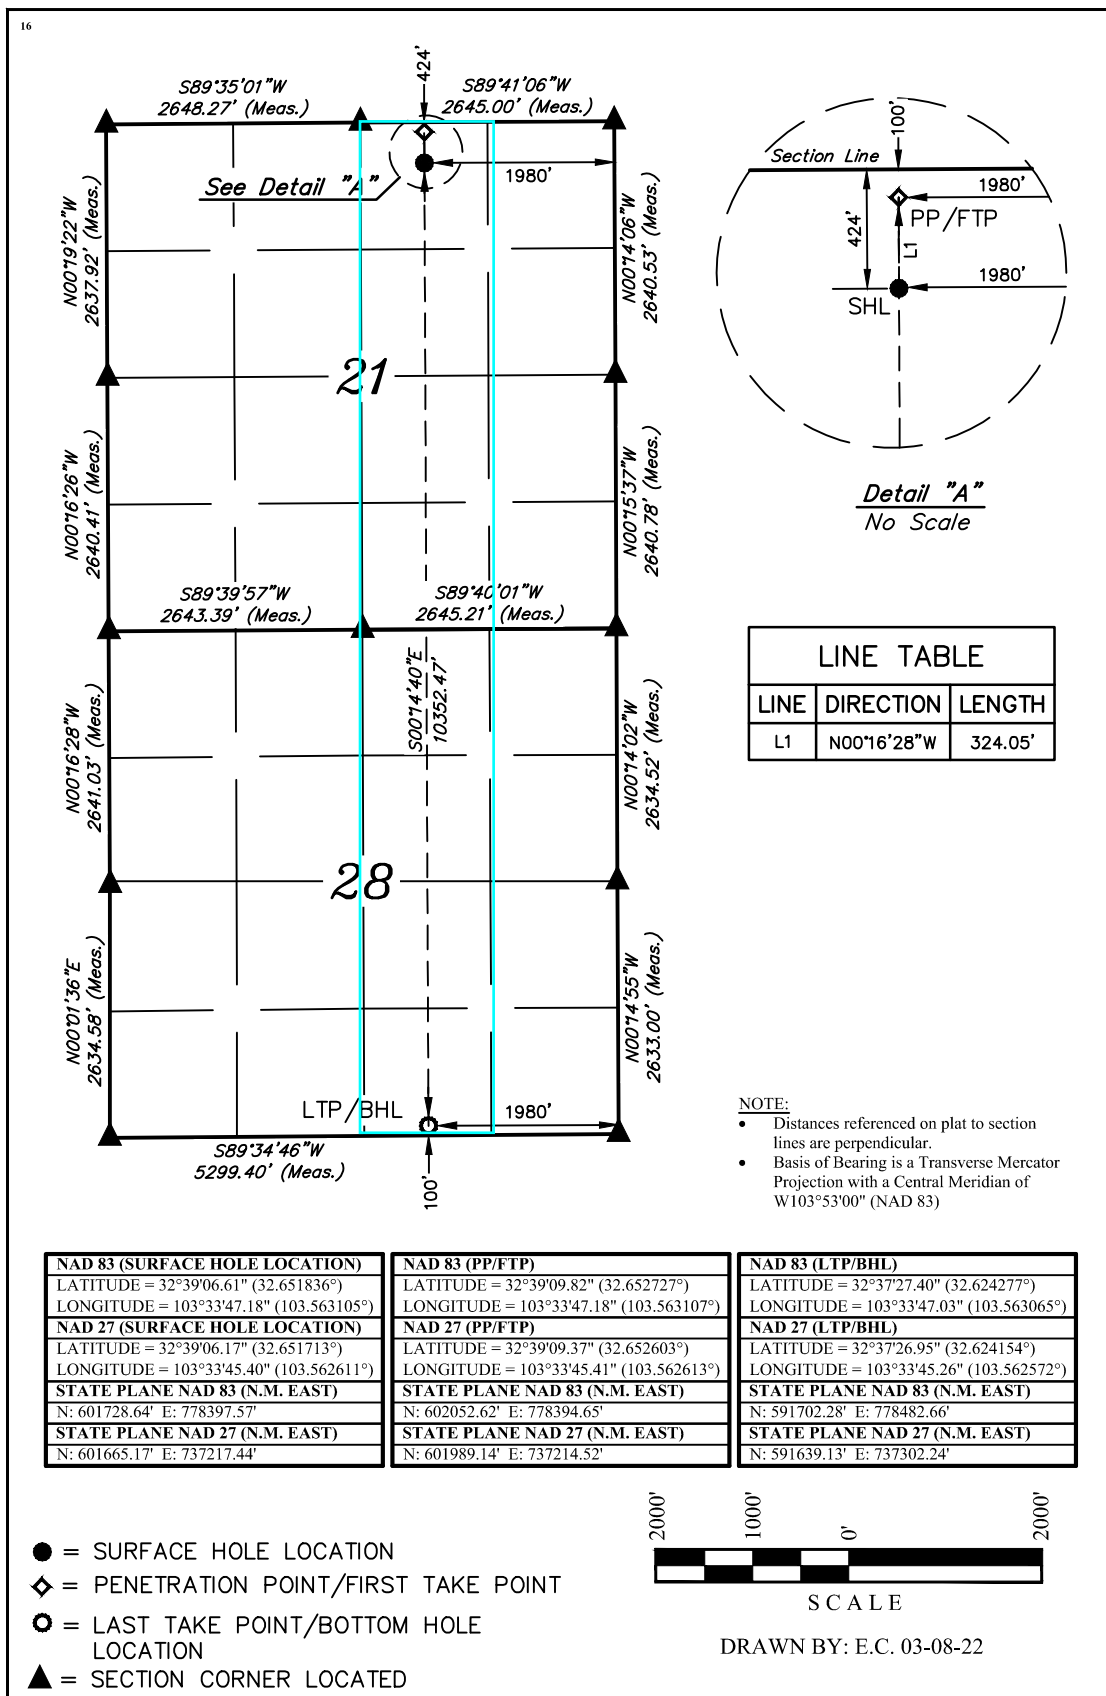 16
424'
S89°35'01"W
2648.27' (Meas.)
S89°41'06"W
2645.00' (Meas.)
1980'
See Detail "A"
N00°19'22"W
2637.92' (Meas.)
N00°14'06"W
2640.53' (Meas.)
21
N00°16'26"W
2640.41' (Meas.)
N00°15'37"W
2640.78' (Meas.)
S89°39'57"W
2643.39' (Meas.)
S89°40'01"W
2645.21' (Meas.)
S00°14'40"E
10352.47'
N00°16'28"W
2641.03' (Meas.)
N00°14'02"W
2634.52' (Meas.)
28
N00°01'36"E
2634.58' (Meas.)
N00°14'55"W
2633.00' (Meas.)
LTP/BHL
1980'
S89°34'46"W
5299.40' (Meas.)
100'
100'
Section Line
1980'
PP/FTP
424'
L1
1980'
SHL
Detail "A"
No Scale
LINE TABLE
LINE DIRECTION LENGTH
L1 N00°16'28"W 324.05'
NOTE:
• Distances referenced on plat to section
lines are perpendicular.
• Basis of Bearing is a Transverse Mercator
Projection with a Central Meridian of
W103°53'00" (NAD 83)
NAD 83 (SURFACE HOLE LOCATION)
LATITUDE = 32°39'06.61" (32.651836°)
LONGITUDE = 103°33'47.18" (103.563105°)
NAD 27 (SURFACE HOLE LOCATION)
LATITUDE = 32°39'06.17" (32.651713°)
LONGITUDE = 103°33'45.40" (103.562611°)
STATE PLANE NAD 83 (N.M. EAST)
N: 601728.64' E: 778397.57'
STATE PLANE NAD 27 (N.M. EAST)
N: 601665.17' E: 737217.44'
NAD 83 (PP/FTP)
LATITUDE = 32°39'09.82" (32.652727°)
LONGITUDE = 103°33'47.18" (103.563107°)
NAD 27 (PP/FTP)
LATITUDE = 32°39'09.37" (32.652603°)
LONGITUDE = 103°33'45.41" (103.562613°)
STATE PLANE NAD 83 (N.M. EAST)
N: 602052.62' E: 778394.65'
STATE PLANE NAD 27 (N.M. EAST)
N: 601989.14' E: 737214.52'
NAD 83 (LTP/BHL)
LATITUDE = 32°37'27.40" (32.624277°)
LONGITUDE = 103°33'47.03" (103.563065°)
NAD 27 (LTP/BHL)
LATITUDE = 32°37'26.95" (32.624154°)
LONGITUDE = 103°33'45.26" (103.562572°)
STATE PLANE NAD 83 (N.M. EAST)
N: 591702.28' E: 778482.66'
STATE PLANE NAD 27 (N.M. EAST)
N: 591639.13' E: 737302.24'
= SURFACE HOLE LOCATION
= PENETRATION POINT/FIRST TAKE POINT
= LAST TAKE POINT/BOTTOM HOLE
LOCATION
= SECTION CORNER LOCATED
2000' 1000' 0' 2000'
SCALE
DRAWN BY: E.C. 03-08-22